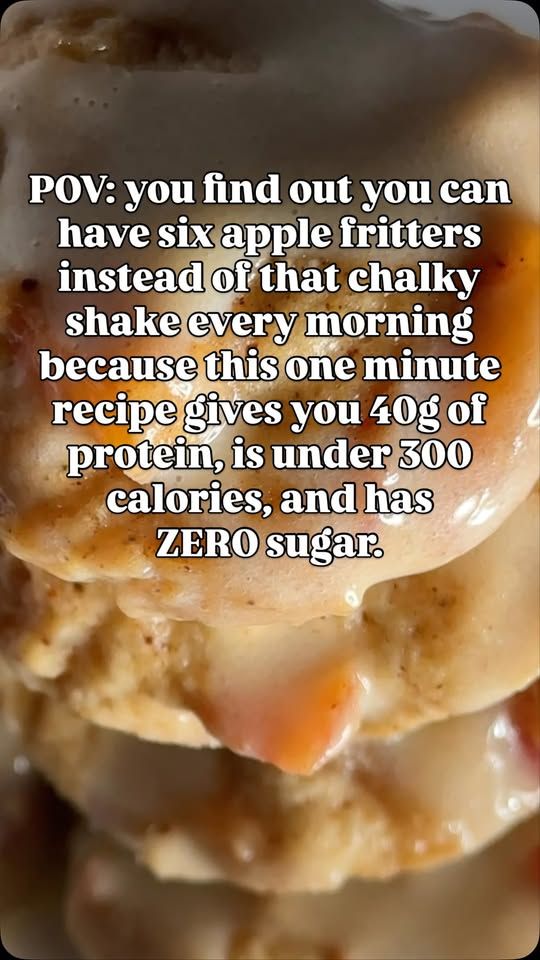 POV: you find out you can
have six apple fritters
instead of that chalky
shake every morning
because this one minute
recipe gives you 40g of
protein, is under 300
calories, and has
ZERO sugar.